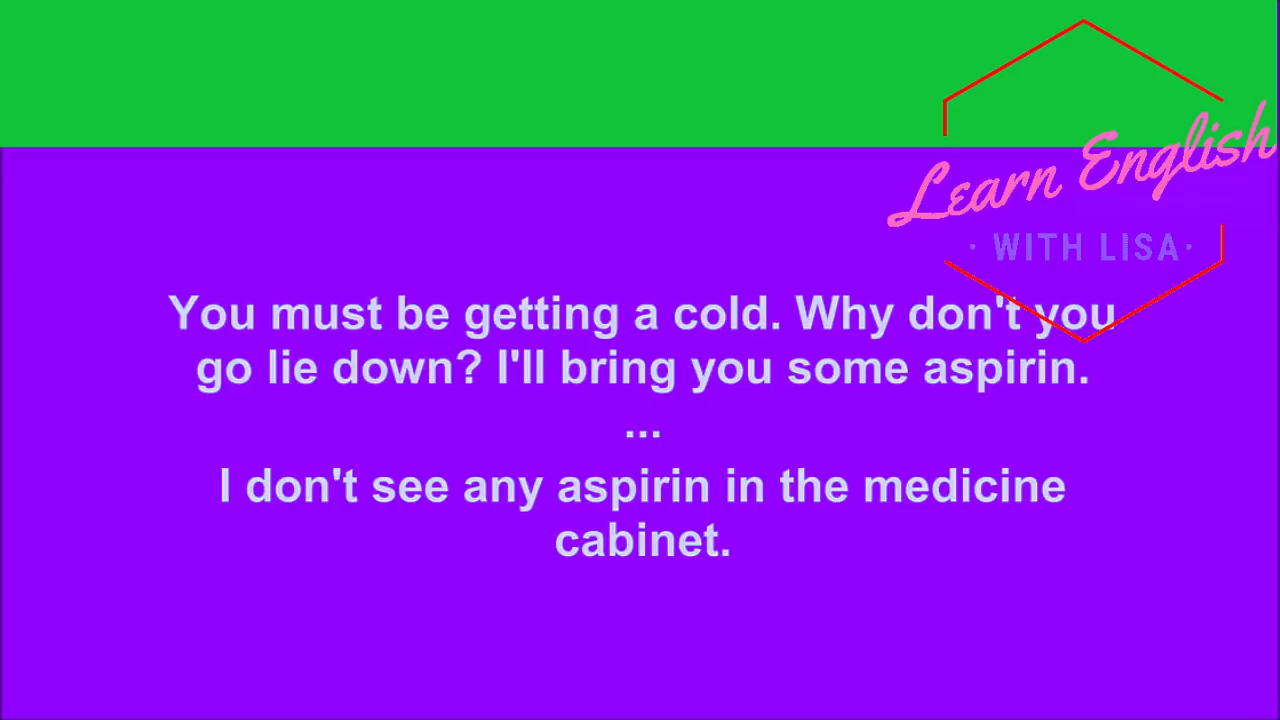 Learn English
· WITH LISA·
You must be getting a cold. Why don't you
go lie down? I'll bring you some aspirin.
...
I don't see any aspirin in the medicine
cabinet.